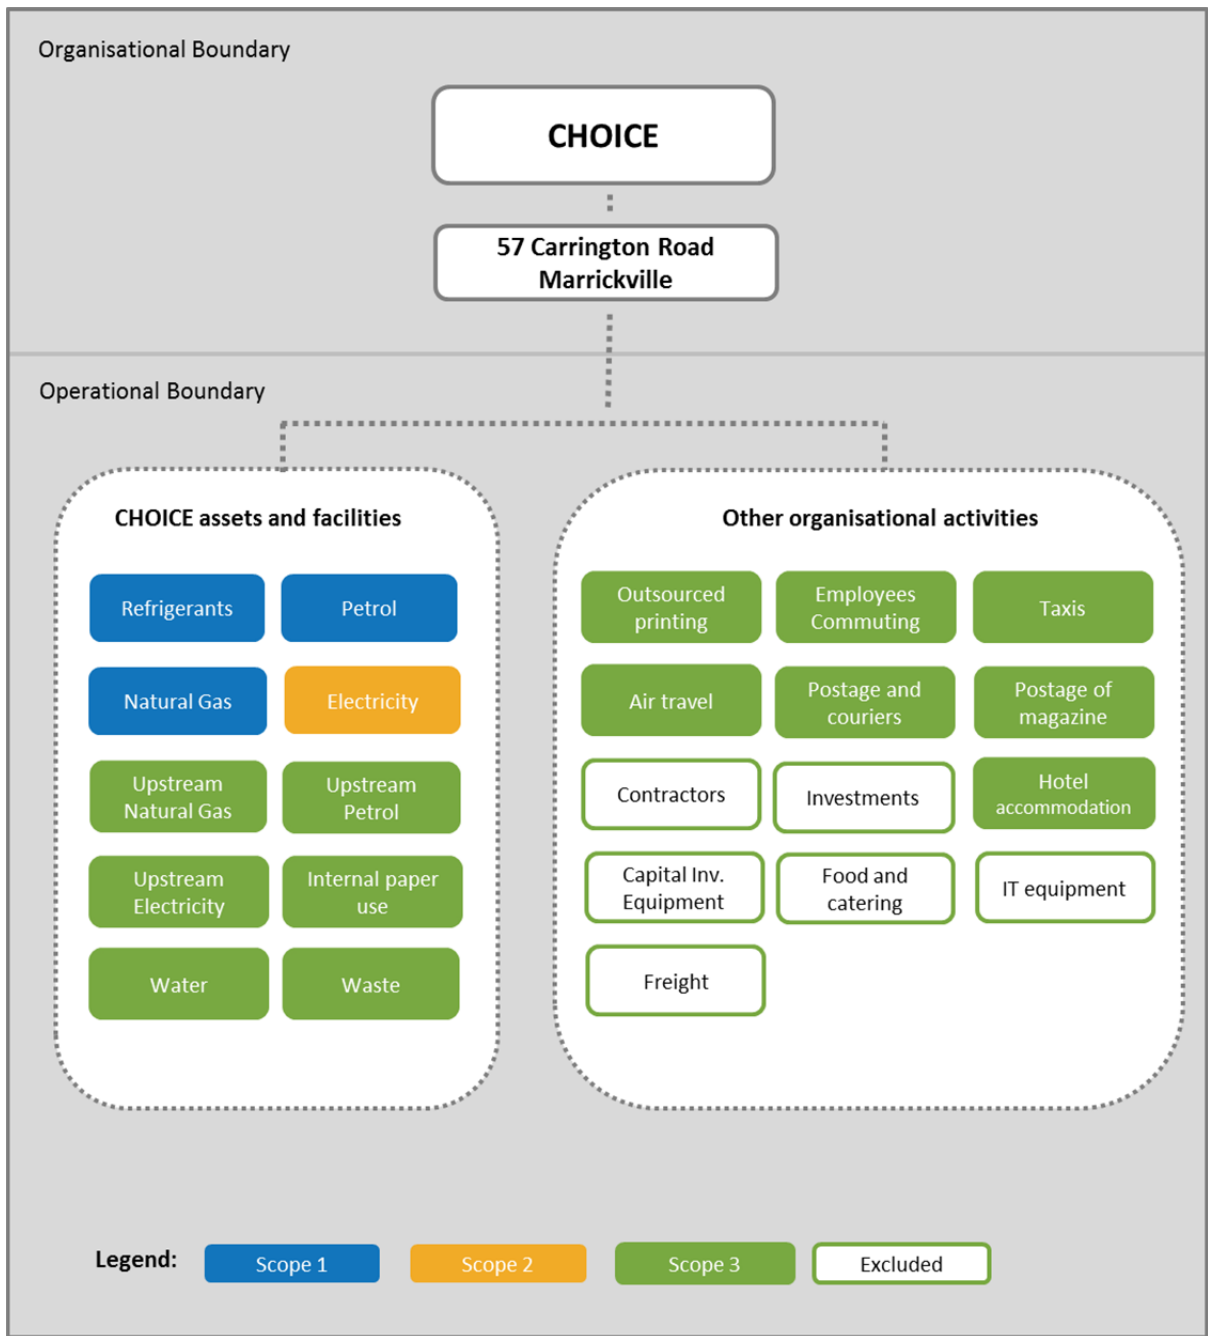 Organisational Boundary
CHOICE
57 Carrington Road
Marrickville
Operational Boundary
CHOICE assets and facilities
Refrigerants
Petrol
Natural Gas
Electricity
Upstream
Natural Gas
Upstream
Petrol
Upstream
Electricity
Internal paper
use
Water
Waste
Other organisational activities
Outsourced
printing
Employees
Commuting
Taxis
Air travel
Postage and
couriers
Postage of
magazine
Contractors
Investments
Hotel
accommodation
Capital Inv.
Equipment
Food and
catering
IT equipment
Freight
Legend:
Scope 1
Scope 2
Scope 3
Excluded